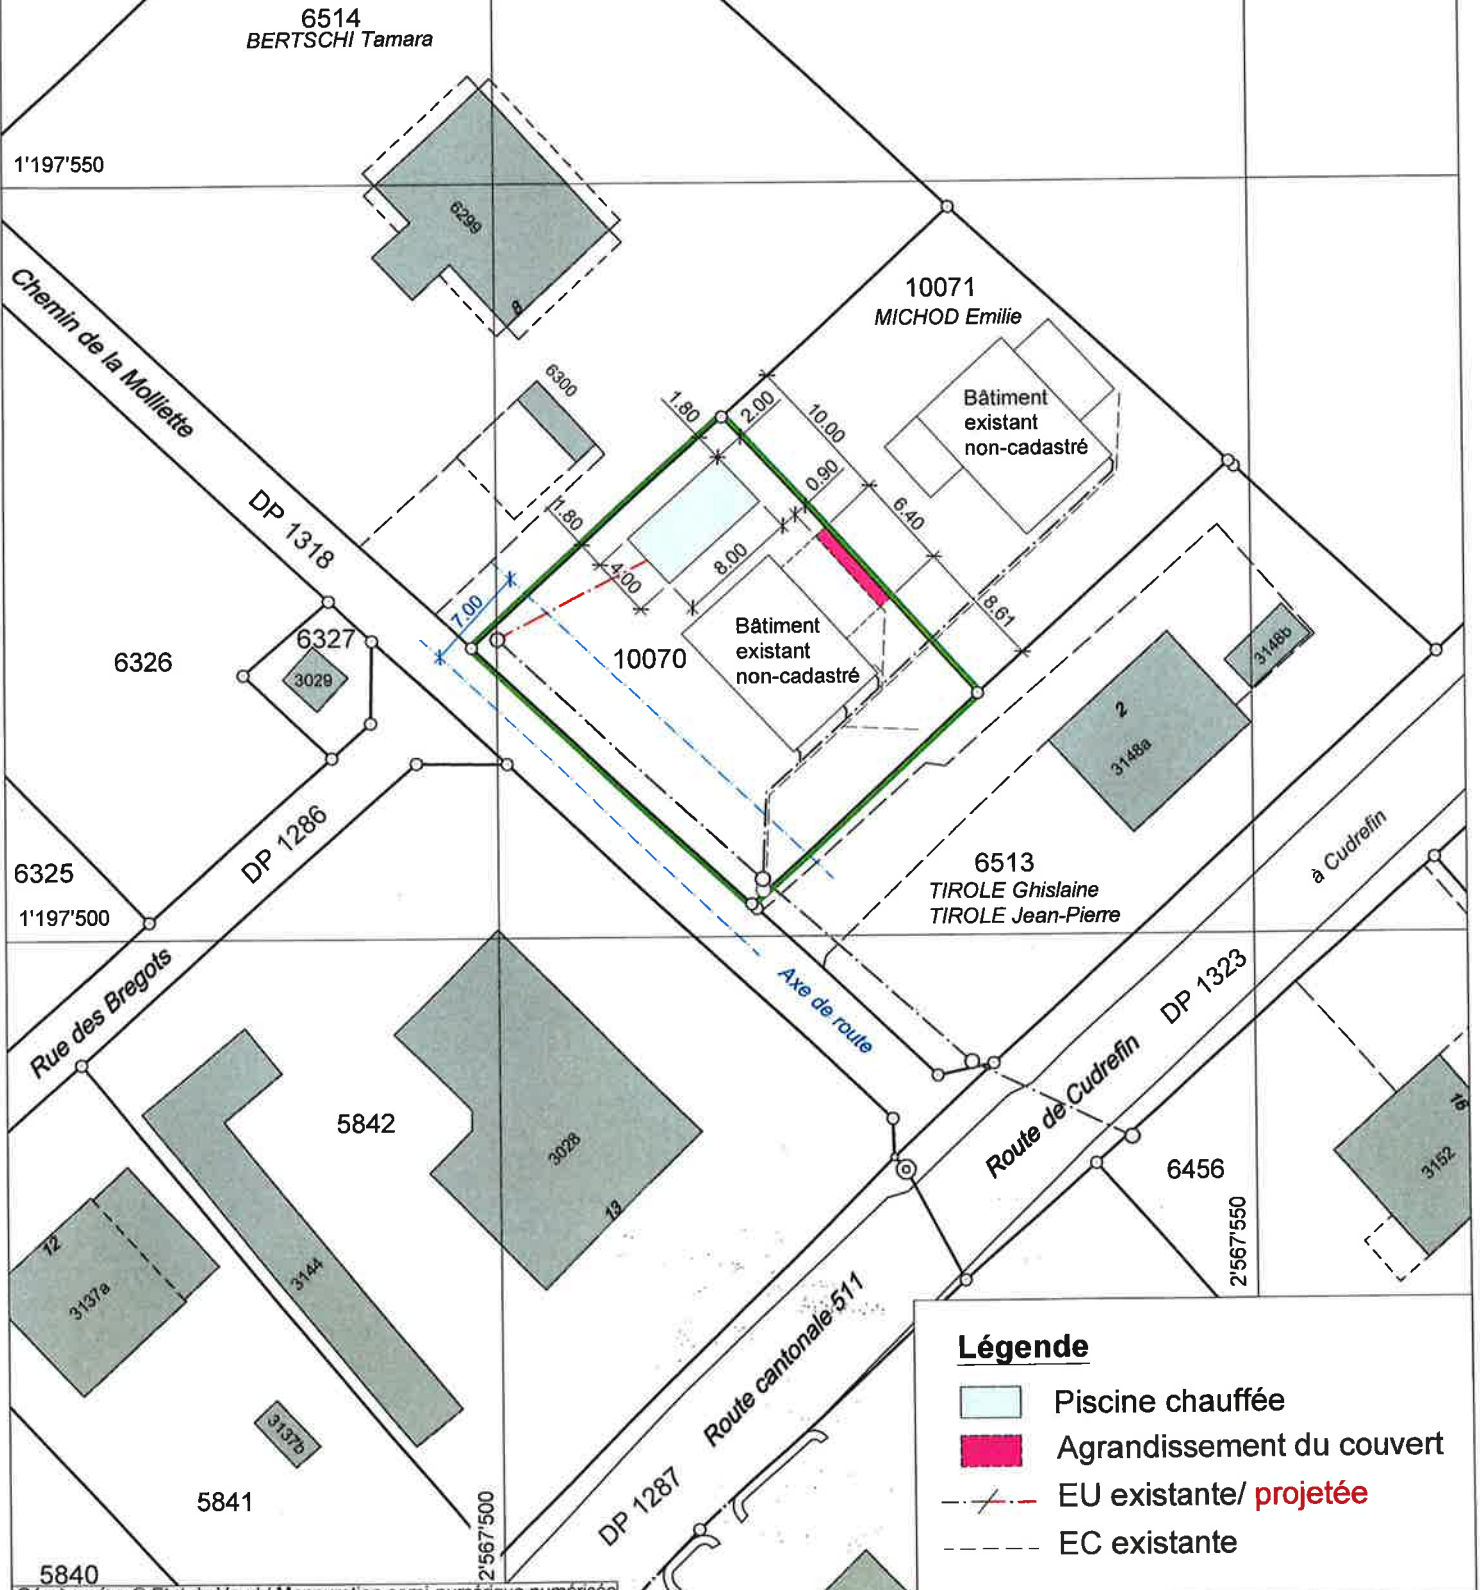 6514
BERTSCHI Tamara
1'197'550
6299
8
Chemin de la Molliette
10071
MICHOD Emilie
6300
Bâtiment
existant
non-cadastré
1.80
2.00
10.00
0.90
6.40
1.80
4.00
8.00
8.61
7.00
DP 1318
6327
3029
6326
10070
Bâtiment
existant
non-cadastré
3148b
2
3148a
DP 1286
6325
1'197'500
6513
TIROLE Ghislaine
TIROLE Jean-Pierre
à Cudrefin
Rue des Bregots
Axe de route
DP 1323
Route de Cudrefin
5842
3028
13
6456
16
3152
2'567'550
12
3137a
3144
3137b
Route cantonale 511
DP 1287
5841
2'567'500
5840
Légende
Piscine chauffée
Agrandissement du couvert
EU existante/ projetée
EC existante